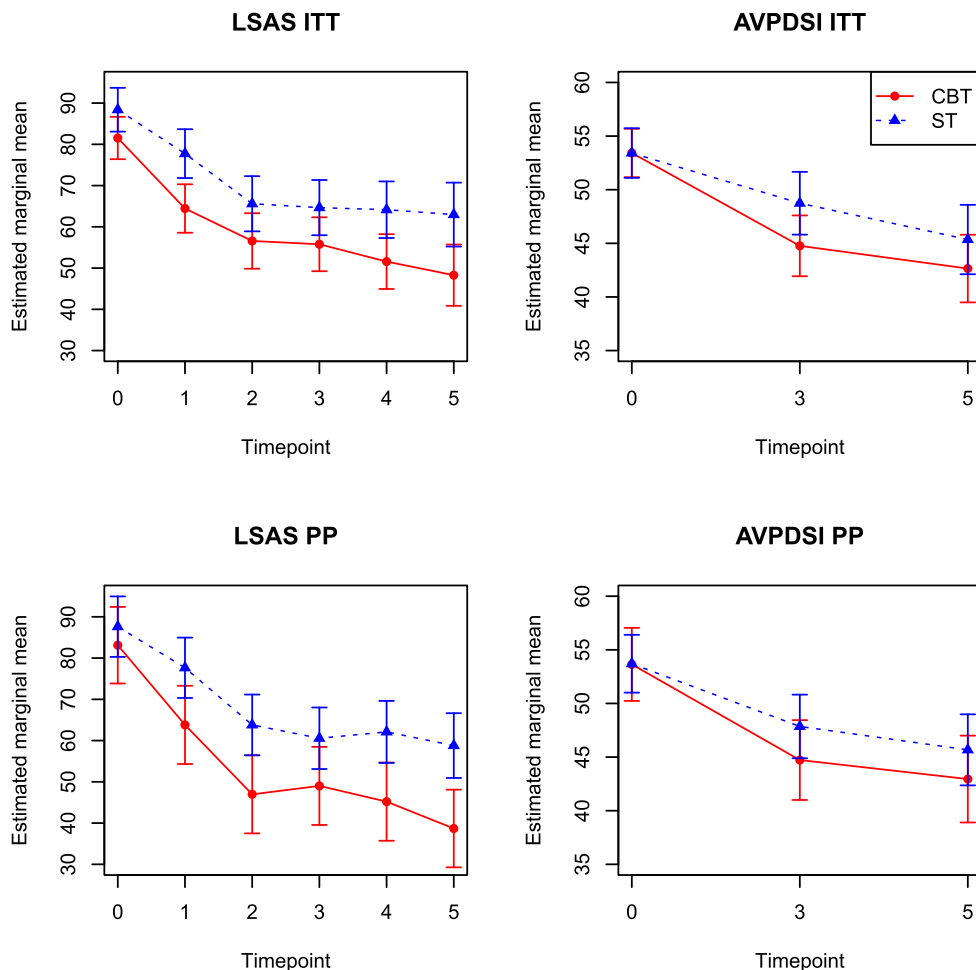 LSAS ITT
Estimated marginal mean
30 40 50 60 70 80 90
0 1 2 3 4 5
Timepoint
AVPDSI ITT
Estimated marginal mean
35 40 45 50 55 60
0 3 5
Timepoint
CBT
ST
LSAS PP
Estimated marginal mean
30 40 50 60 70 80 90
0 1 2 3 4 5
Timepoint
AVPDSI PP
Estimated marginal mean
35 40 45 50 55 60
0 3 5
Timepoint